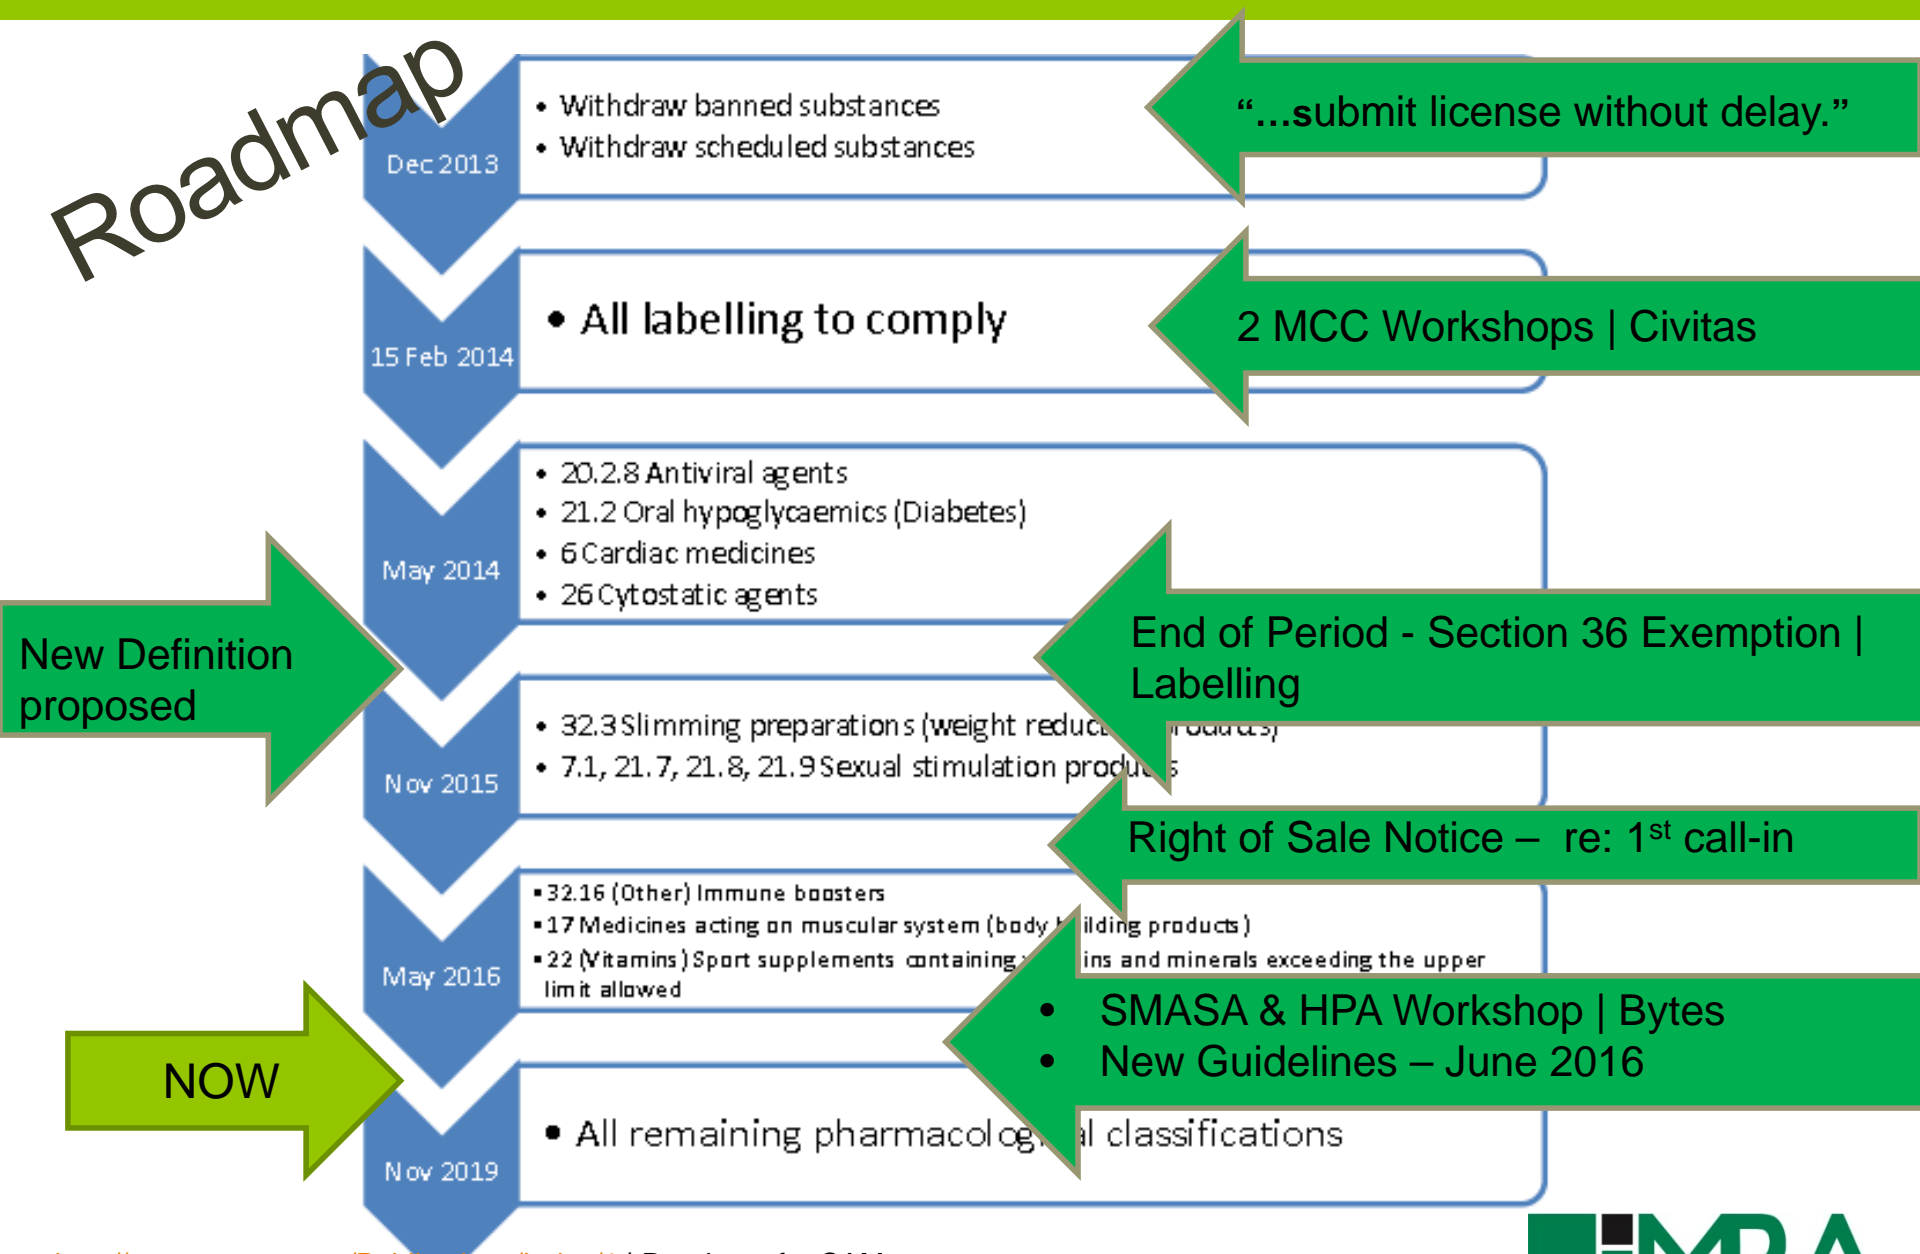 Roadmap
Dec 2013
• Withdraw banned substances
• Withdraw scheduled substances
“...submit license without delay.”
15 Feb 2014
• All labelling to comply
2 MCC Workshops | Civitas
May 2014
• 20.2.8 Antiviral agents
• 21.2 Oral hypoglycaemics (Diabetes)
• 6 Cardiac medicines
• 26 Cytostatic agents
New Definition
proposed
End of Period - Section 36 Exemption |
Labelling
Nov 2015
• 32.3 Slimming preparations (weight
• 7.1, 21.7, 21.8, 21.9 Sexual stimulation products
Right of Sale Notice – re: 1st call-in
May 2016
▪ 32.16 (Other) Immune boosters
▪ 17 Medicines acting on muscular system (body building products)
▪ 22 (Vitamins) Sport supplements containing and minerals exceeding the upper
limit allowed
• SMASA & HPA Workshop | Bytes
• New Guidelines – June 2016
NOW
Nov 2019
• All remaining pharmacological classifications